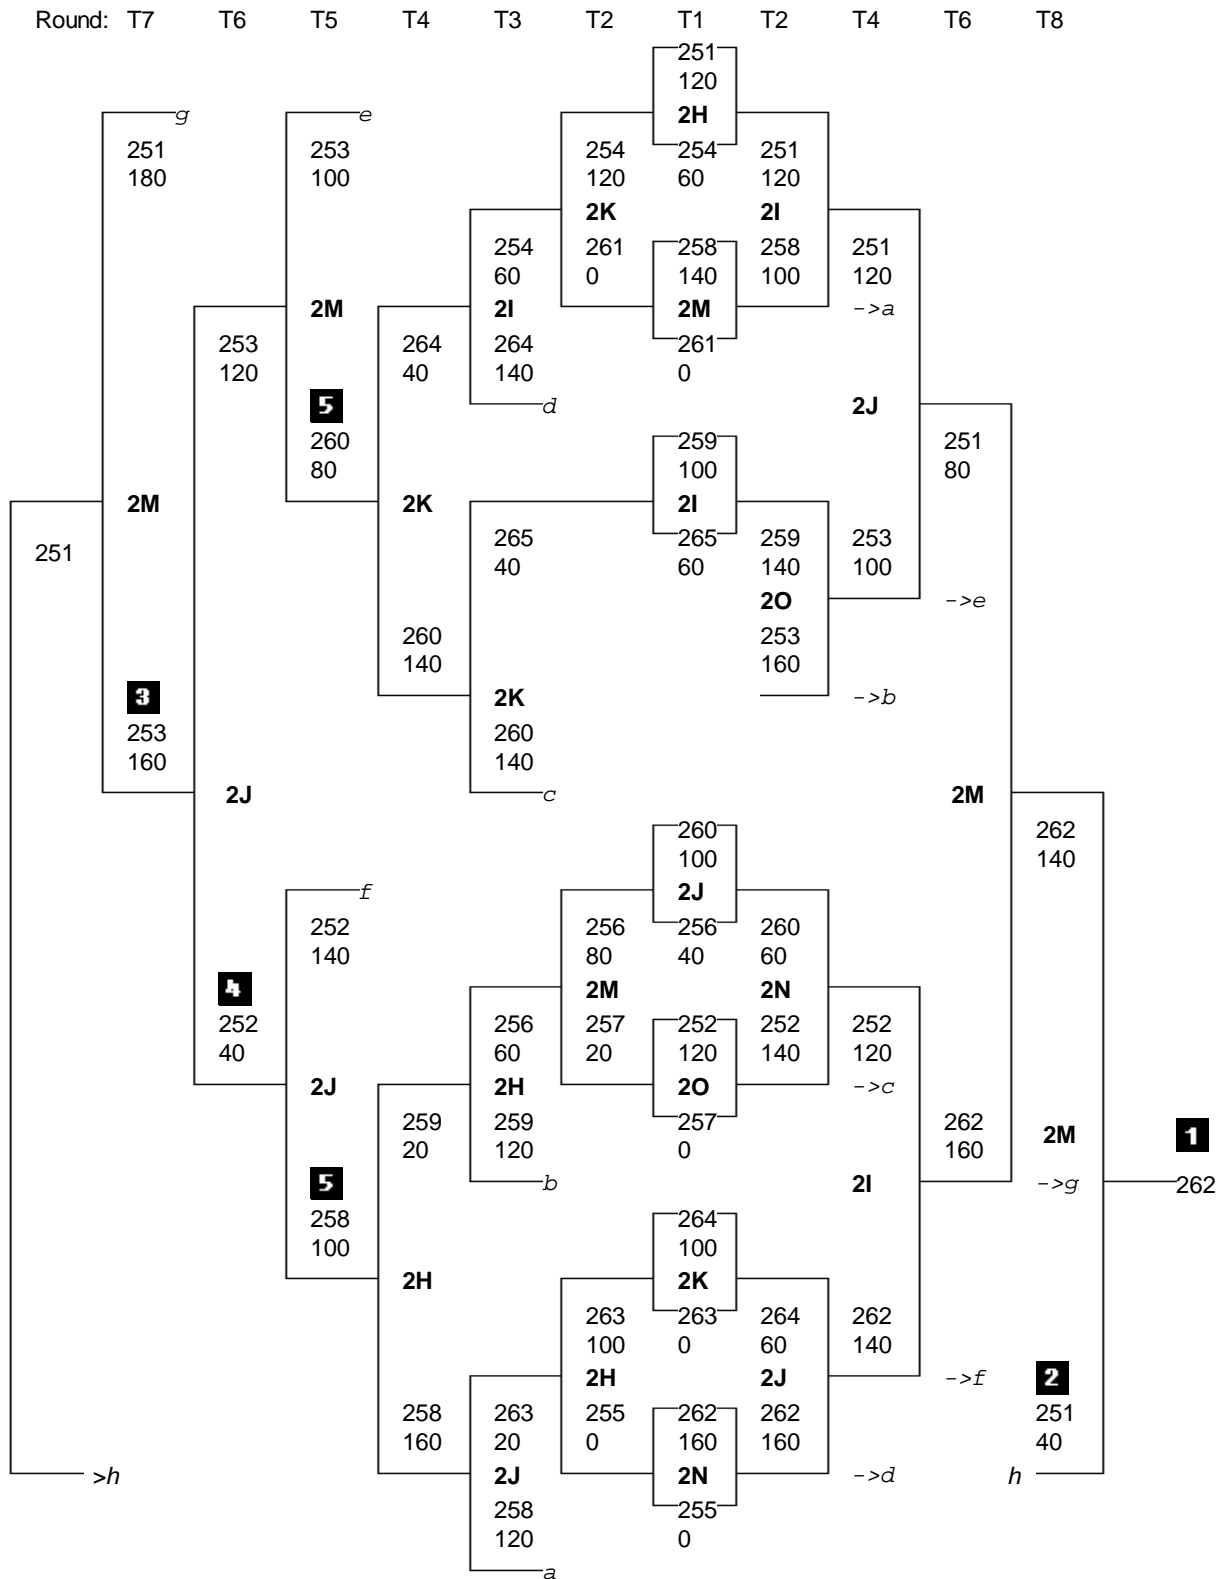 Round: T7 T6 T5 T4 T3 T2 T1 T2 T4 T6 T8
251
120
g e 2H
251 253 254 254 251
180 100 120 60 120
2K 2I
254 261 258 258 251
60 0 140 100 120
2M 2I 2M ->a
253 264 264 261
120 40 140 0
5 d 2J
260 259 251
80 100 80
2M 2K 2I
251 265 265 259 253
40 60 140 100
2O ->e
260 253
140 160
3 2K ->b
253 260
160 140
2J c 2M
260 262
100 140
f 2J
252 256 256 260
140 80 40 60
4 2M 2N
252 256 257 252 252 252
40 60 20 120 140 120
2J 2H 2O ->c
259 259 257 262 2M 1
20 120 0 160
5 b 2I ->g 262
258 264
100 100
2H 2K
263 263 264 262
100 0 60 140
2H 2J ->f 2
258 263 255 262 262 251
160 20 0 160 160 40
>h 2J 2N ->d h
258 255
120 0
a